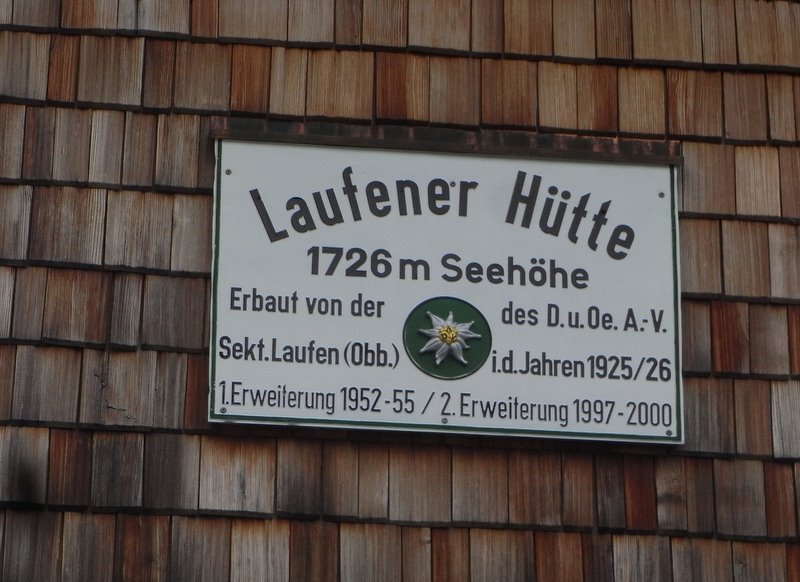 Laufener Hütte
1726 m Seehöhe
Erbaut von der des D.u.Oe. A.-V.
Sekt. Laufen (Obb.) i.d. Jahren 1925/26
1. Erweiterung 1952-55 / 2. Erweiterung 1997-2000